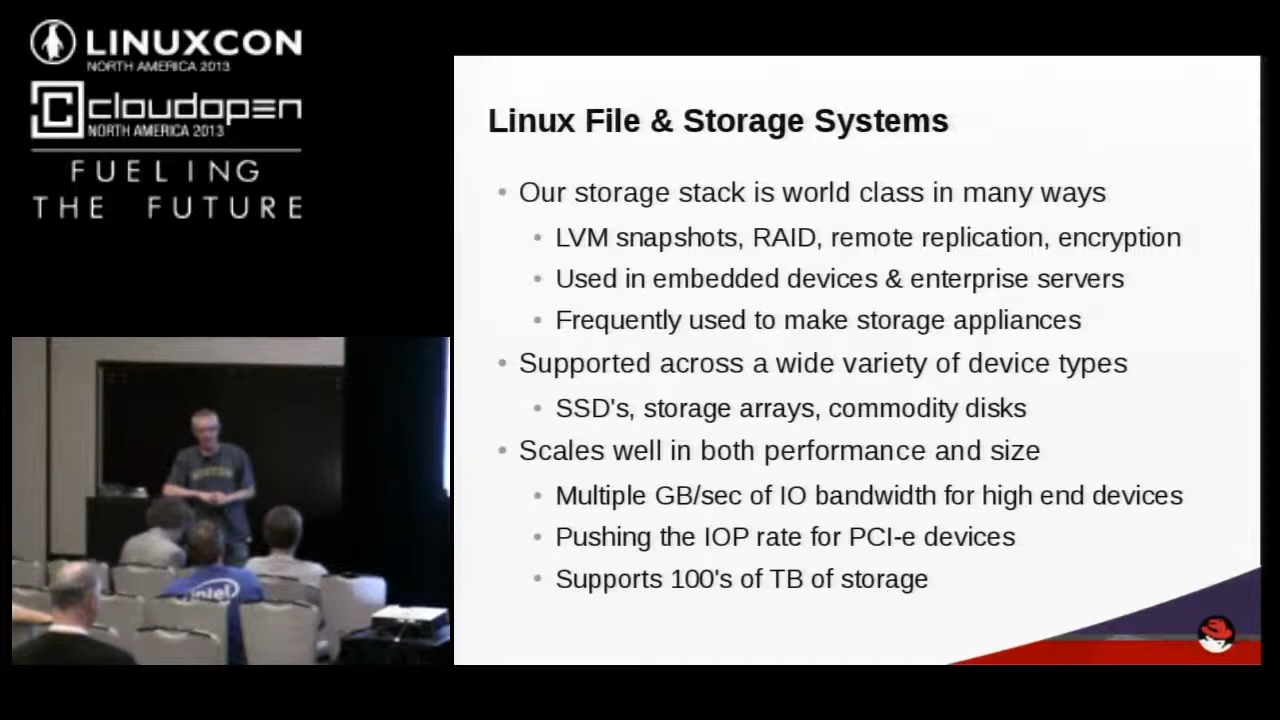 LINUXCON
NORTH AMERICA 2013
cloudopen
NORTH AMERICA 2013
FUELING
THE FUTURE
Linux File & Storage Systems
• Our storage stack is world class in many ways
• LVM snapshots, RAID, remote replication, encryption
• Used in embedded devices & enterprise servers
• Frequently used to make storage appliances
• Supported across a wide variety of device types
• SSD's, storage arrays, commodity disks
• Scales well in both performance and size
• Multiple GB/sec of IO bandwidth for high end devices
• Pushing the IOP rate for PCI-e devices
• Supports 100's of TB of storage
intel